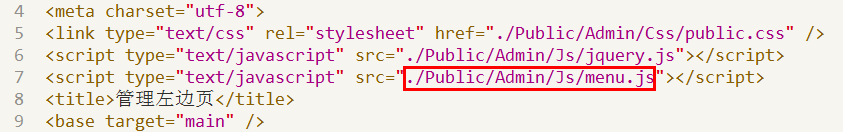 4 <meta charset="utf-8">
5 <link type="text/css" rel="stylesheet" href="./Public/Admin/Css/public.css" />
6 <script type="text/javascript" src="./Public/Admin/Js/jquery.js"></script>
7 <script type="text/javascript" src="./Public/Admin/Js/menu.js"></script>
8 <title>管理左边页</title>
9 <base target="main" />